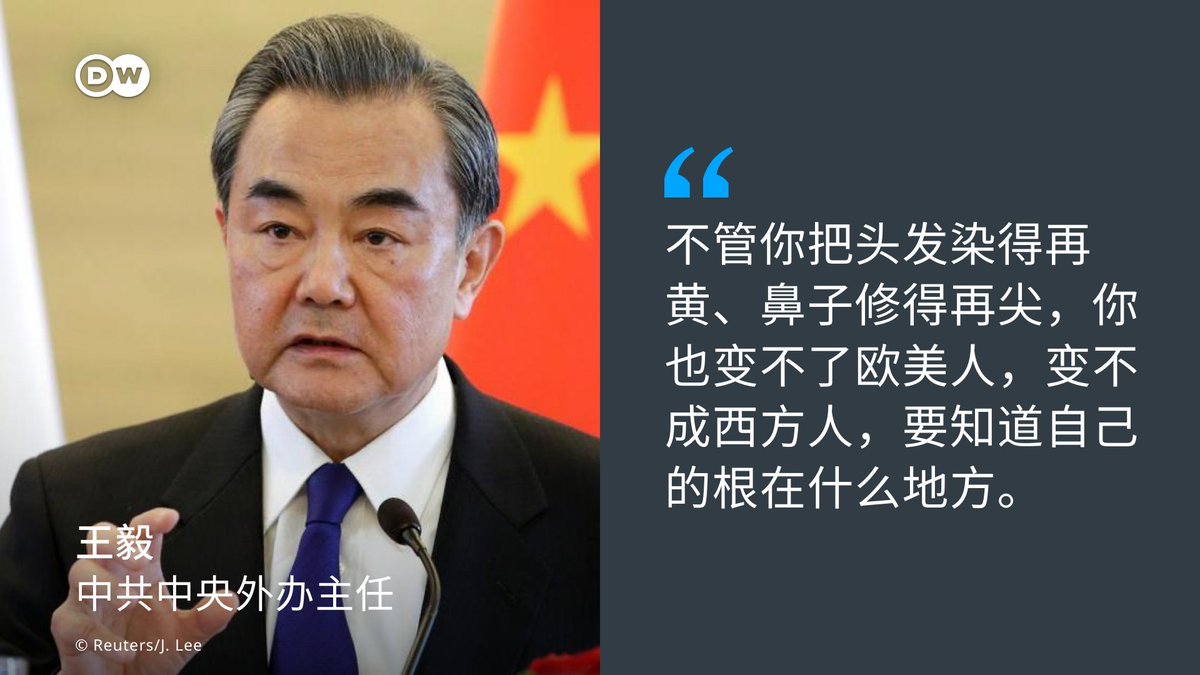 DW
王毅
中共中央外办主任
© Reuters/J. Lee
“
不管你把头发染得再
黄、鼻子修得再尖，你
也变不了欧美人，变不
成西方人，要知道自己
的根在什么地方。